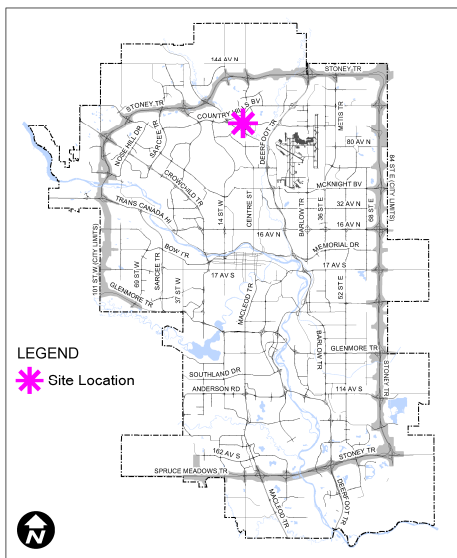 144 AV N
STONEY TR
STONEY TR
COUNTRY HILLS BV
METIS TR
NOSE HILL DR
SARCEE TR
DEERFOOT TR
80 AV N
84 ST E (CITY LIMITS)
CROWCHILD TR
MCKNIGHT BV
TRANS CANADA HI
14 ST W
CENTRE ST
BARLOW TR
36 ST E
32 AV N
68 ST E
16 AV N
16 AV N
101 ST W (CITY LIMITS)
BOW TR
MEMORIAL DR
69 ST W
SARCEE TR
37 ST W
17 AV S
17 AV S
52 ST E
GLENMORE TR
MACLEOD TR
BARLOW TR
GLENMORE TR
LEGEND
Site Location
SOUTHLAND DR
ANDERSON RD
114 AV S
STONEY TR
162 AV S
STONEY TR
SPRUCE MEADOWS TR
MACLEOD TR
DEERFOOT TR
N